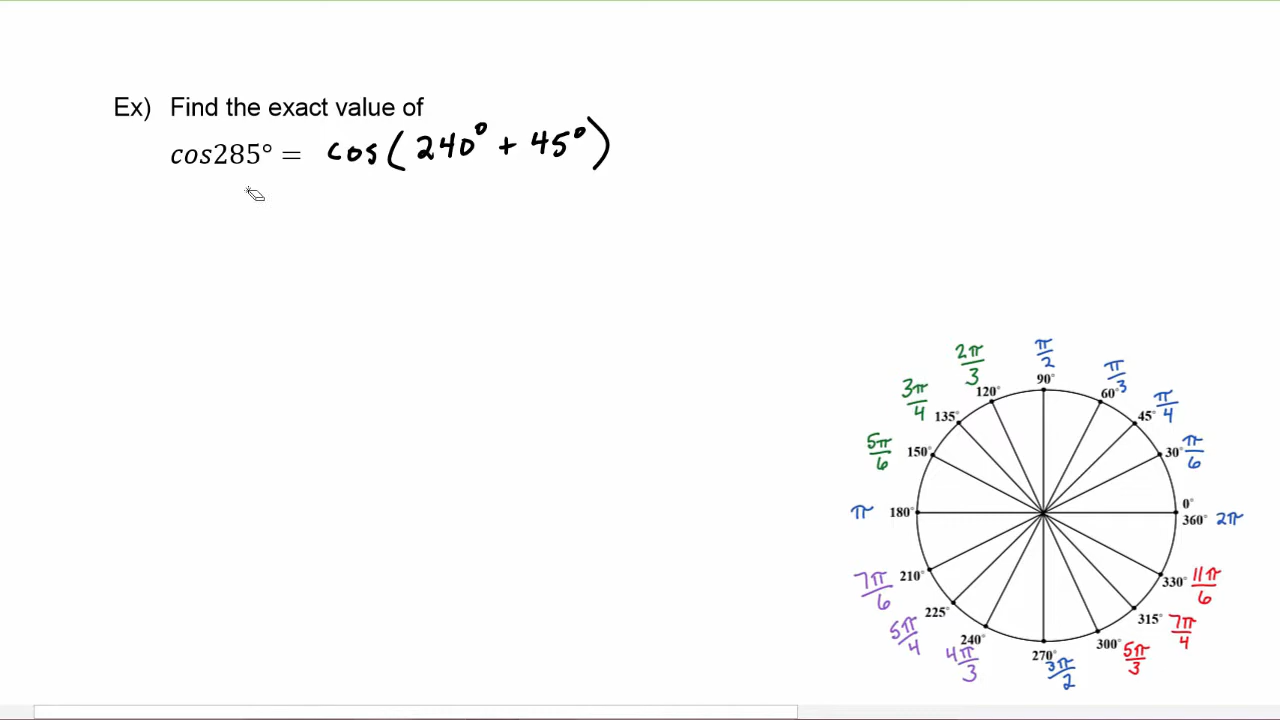 Ex) Find the exact value of
cos285° = cos(240° + 45°)
π/2
2π/3
90°
π/3
120°
60°
3π/4
π/4
135°
45°
5π/6
150°
30°
π/6
0°
π
180°
360°
2π
7π/6
210°
330°
11π/6
225°
315°
7π/4
5π/4
240°
300°
4π/3
270°
5π/3
3π/2